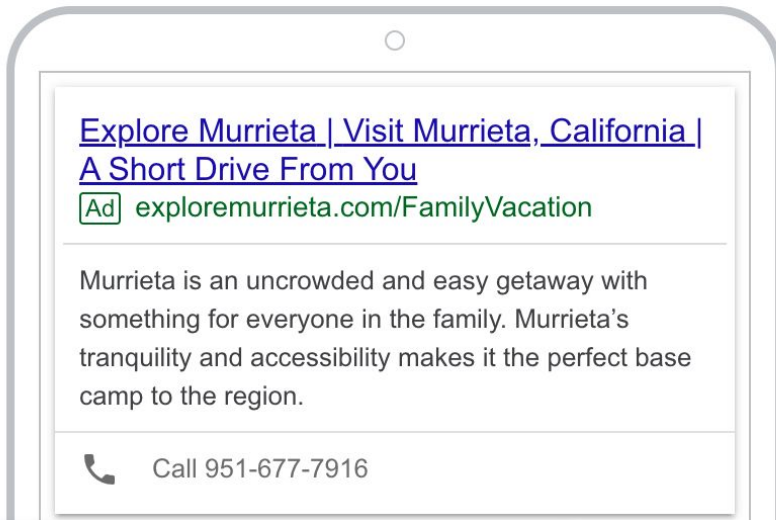 Explore Murrieta | Visit Murrieta, California |
A Short Drive From You
Ad exploremurrieta.com/FamilyVacation
Murrieta is an uncrowded and easy getaway with
something for everyone in the family. Murrieta’s
tranquility and accessibility makes it the perfect base
camp to the region.
Call 951-677-7916